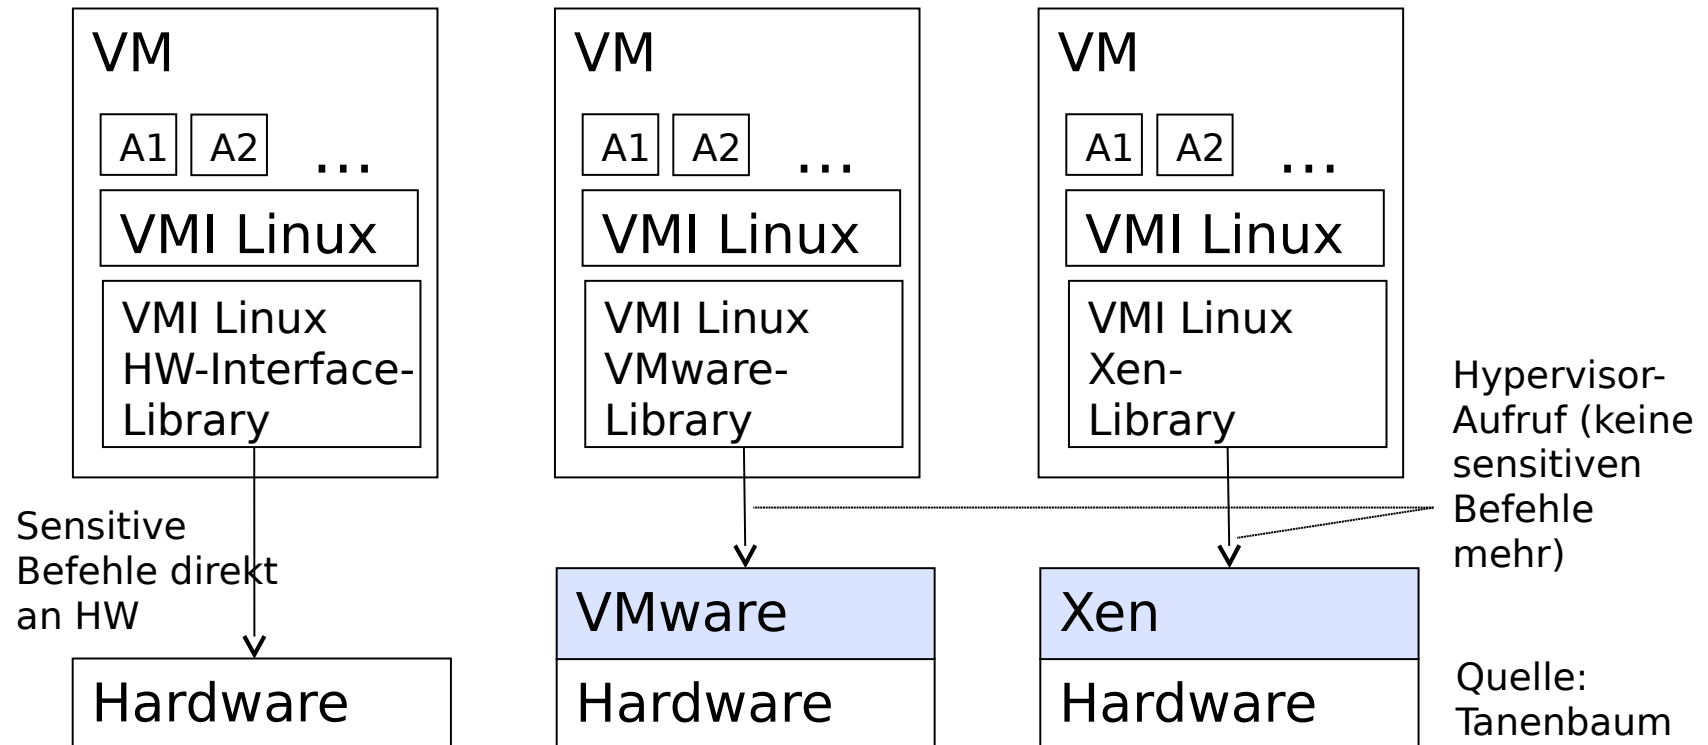 VM
A1 A2 ...
VMI Linux
VMI Linux
HW-Interface-
Library
Sensitive
Befehle direkt
an HW
Hardware
VM
A1 A2 ...
VMI Linux
VMI Linux
VMware-
Library
VMware
Hardware
VM
A1 A2 ...
VMI Linux
VMI Linux
Xen-
Library
Xen
Hardware
Hypervisor-
Aufruf (keine
sensitiven
Befehle
mehr)
Quelle:
Tanenbaum